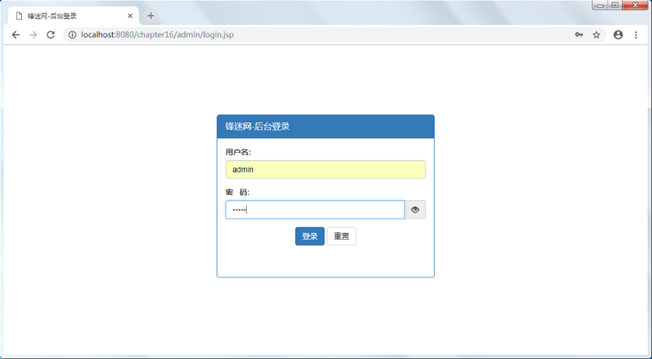 锋迷网-后台登录
localhost:8080/chapter16/admin/login.jsp
锋迷网-后台登录
用户名:
admin
密 码:
登录 重置